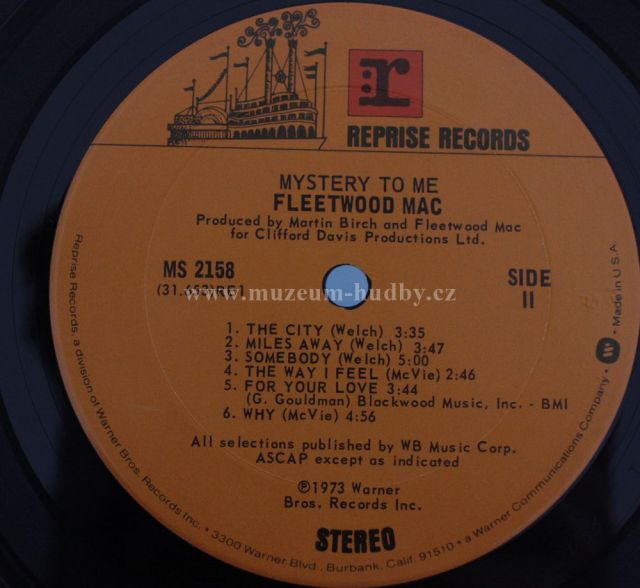 r
REPRISE RECORDS
MYSTERY TO ME
FLEETWOOD MAC
Produced by Martin Birch and Fleetwood Mac
for Clifford Davis Productions Ltd.
MS 2158
SIDE
II
www.muzeum-hudby.cz
1. THE CITY (Welch) 3:35
2. MILES AWAY (Welch) 3:47
3. SOMEBODY (Welch) 5:00
4. THE WAY I FEEL (McVie) 2:46
5. FOR YOUR LOVE 3:44
(G. Gouldman) Blackwood Music, Inc. - BMI
6. WHY (McVie) 4:56
All selections published by WB Music Corp.
ASCAP except as indicated
℗1973 Warner
Bros. Records Inc.
STEREO
Reprise Records, a division of Warner Bros. Records Inc. • 3300 Warner Blvd., Burbank, Calif. 91510 • a Warner Communications Company • W • Made in U.S.A.